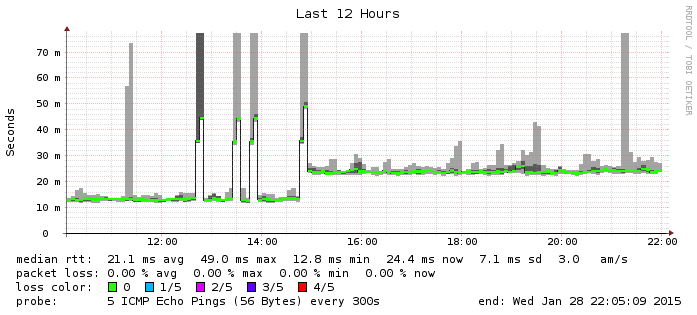 Last 12 Hours
RRDTOOL / TOBI OETIKER
Seconds
70 m
60 m
50 m
40 m
30 m
20 m
10 m
0
12:00 14:00 16:00 18:00 20:00 22:00
median rtt: 21.1 ms avg 49.0 ms max 12.8 ms min 24.4 ms now 7.1 ms sd 3.0 am/s
packet loss: 0.00 % avg 0.00 % max 0.00 % min 0.00 % now
loss color: 0 1/5 2/5 3/5 4/5
probe: 5 ICMP Echo Pings (56 Bytes) every 300s end: Wed Jan 28 22:05:09 2015